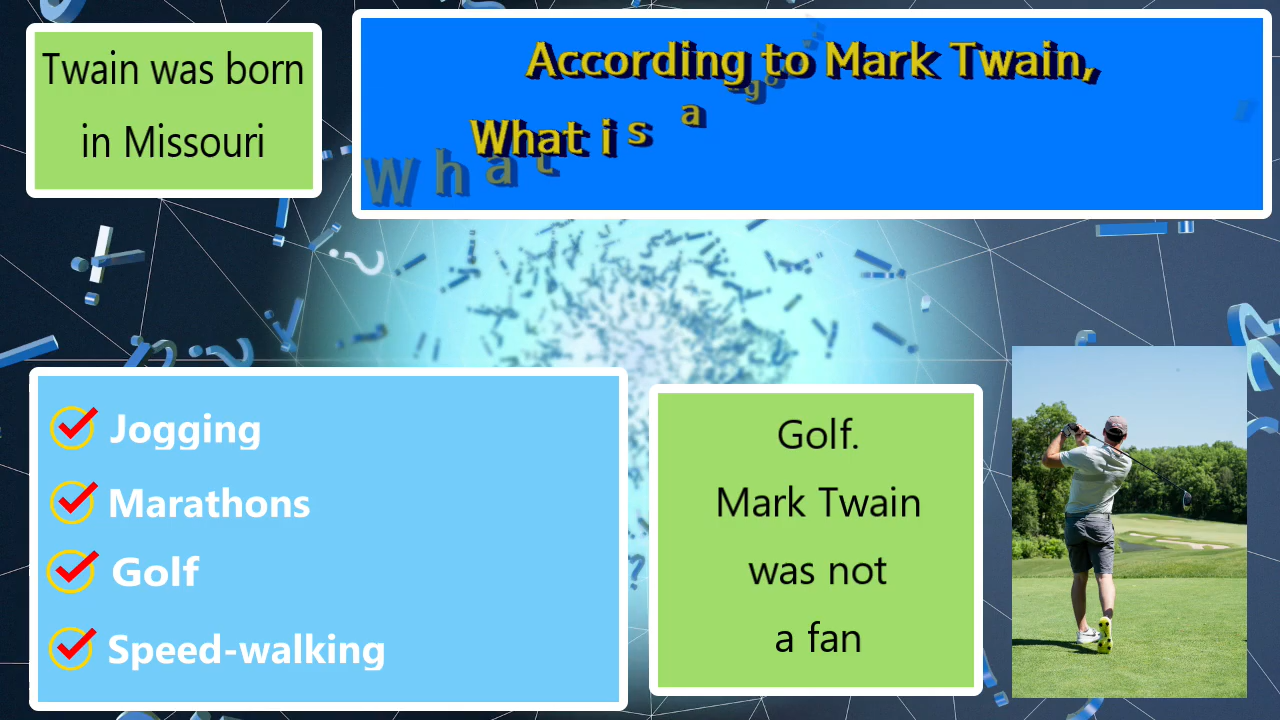 Twain was born
in Missouri
According to Mark Twain,
What is a
What
Jogging
Marathons
Golf
Speed-walking
Golf.
Mark Twain
was not
a fan